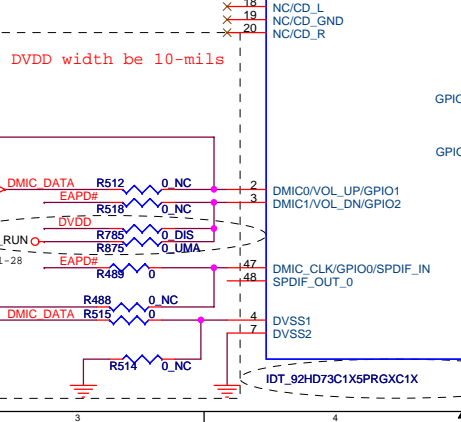 18 NC/CD_L
19 NC/CD_GND
20 NC/CD_R
DVDD width be 10-mils
GPIO
GPIO
DMIC_DATA R512 0_NC 2 DMIC0/VOL_UP/GPIO1
EAPD# R518 0_NC 3 DMIC1/VOL_DN/GPIO2
DVDD R785 0_DIS
_RUN R875 0_UMA
1-28
EAPD# R489 0 47 DMIC_CLK/GPIO0/SPDIF_IN
48 SPDIF_OUT_0
R488 0_NC
DMIC_DATA R515 0 4 DVSS1
7 DVSS2
R514 0_NC
IDT_92HD73C1X5PRGXC1X
3 4